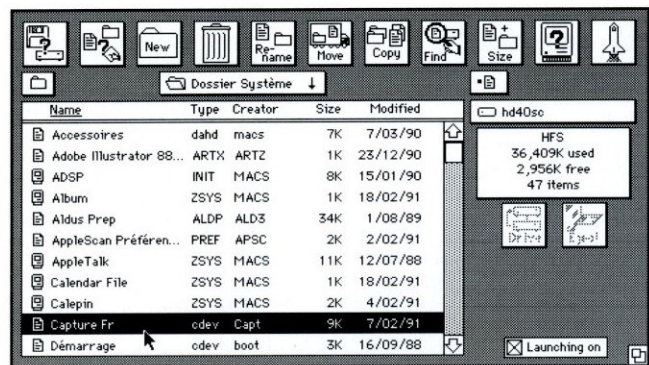 New
Re-
name
Move
Copy
Find
Size
Dossier Système
Name Type Creator Size Modified
Accessoires dahd macs 7K 7/03/90
Adobe Illustrator 88... ARTX ARTZ 1K 23/12/90
ADSP INIT MACS 8K 15/01/90
Album ZSYS MACS 1K 18/02/91
Aldus Prep ALDP ALD3 34K 1/08/89
AppleScan Préféren... PREF APSC 2K 2/02/91
AppleTalk ZSYS MACS 11K 12/07/88
Calendar File ZSYS MACS 1K 18/02/91
Calepin ZSYS MACS 2K 4/02/91
Capture Fr cdev Capt 9K 7/02/91
Démarrage cdev boot 3K 16/09/88
hd40sc
HFS
36,409K used
2,956K free
47 items
Drive
Eject
Launching on